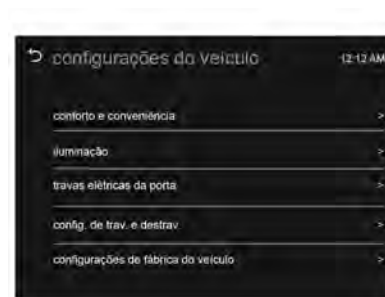 configurações do veículo 12:12 AM
conforto e conveniência >
iluminação >
travas elétricas da porta >
config. de trav. e destrav. >
configurações de fábrica do veículo >